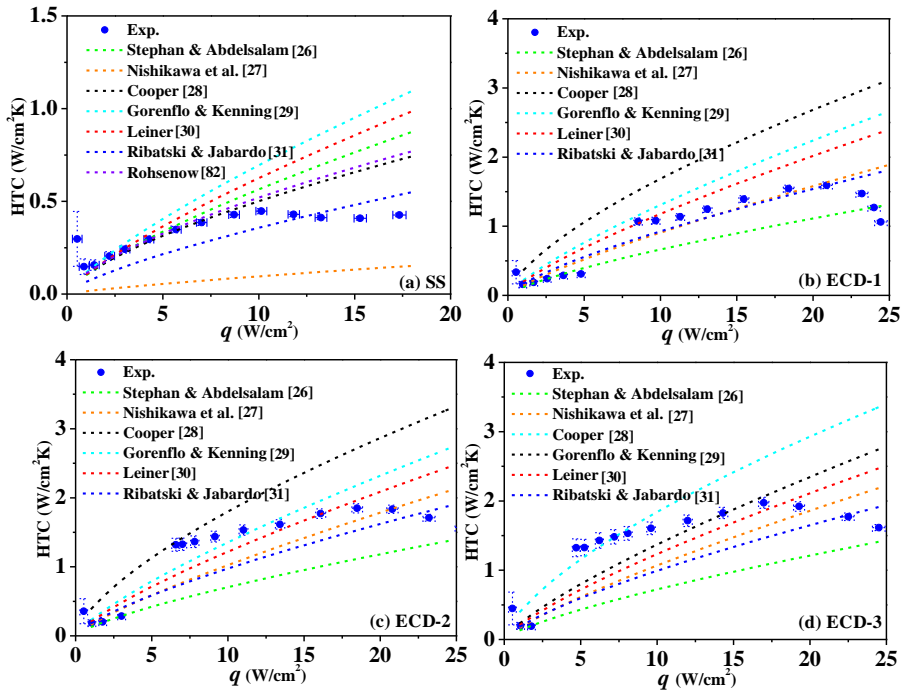 1.5
1.0
0.5
0.0
HTC (W/cm²K)
Exp.
Stephan & Abdelsalam [26]
Nishikawa et al. [27]
Cooper [28]
Gorenflo & Kenning [29]
Leiner [30]
Ribatski & Jabardo [31]
Rohsenow [82]
(a) SS
0 5 10 15 20
q (W/cm²)
4
3
2
1
0
HTC (W/cm²K)
Exp.
Stephan & Abdelsalam [26]
Nishikawa et al. [27]
Cooper [28]
Gorenflo & Kenning [29]
Leiner [30]
Ribatski & Jabardo [31]
(b) ECD-1
0 5 10 15 20 25
q (W/cm²)
4
3
2
1
0
HTC (W/cm²K)
Exp.
Stephan & Abdelsalam [26]
Nishikawa et al. [27]
Cooper [28]
Gorenflo & Kenning [29]
Leiner [30]
Ribatski & Jabardo [31]
(c) ECD-2
0 5 10 15 20 25
q (W/cm²)
4
3
2
1
0
HTC (W/cm²K)
Exp.
Stephan & Abdelsalam [26]
Nishikawa et al. [27]
Cooper [28]
Gorenflo & Kenning [29]
Leiner [30]
Ribatski & Jabardo [31]
(d) ECD-3
0 5 10 15 20 25
q (W/cm²)